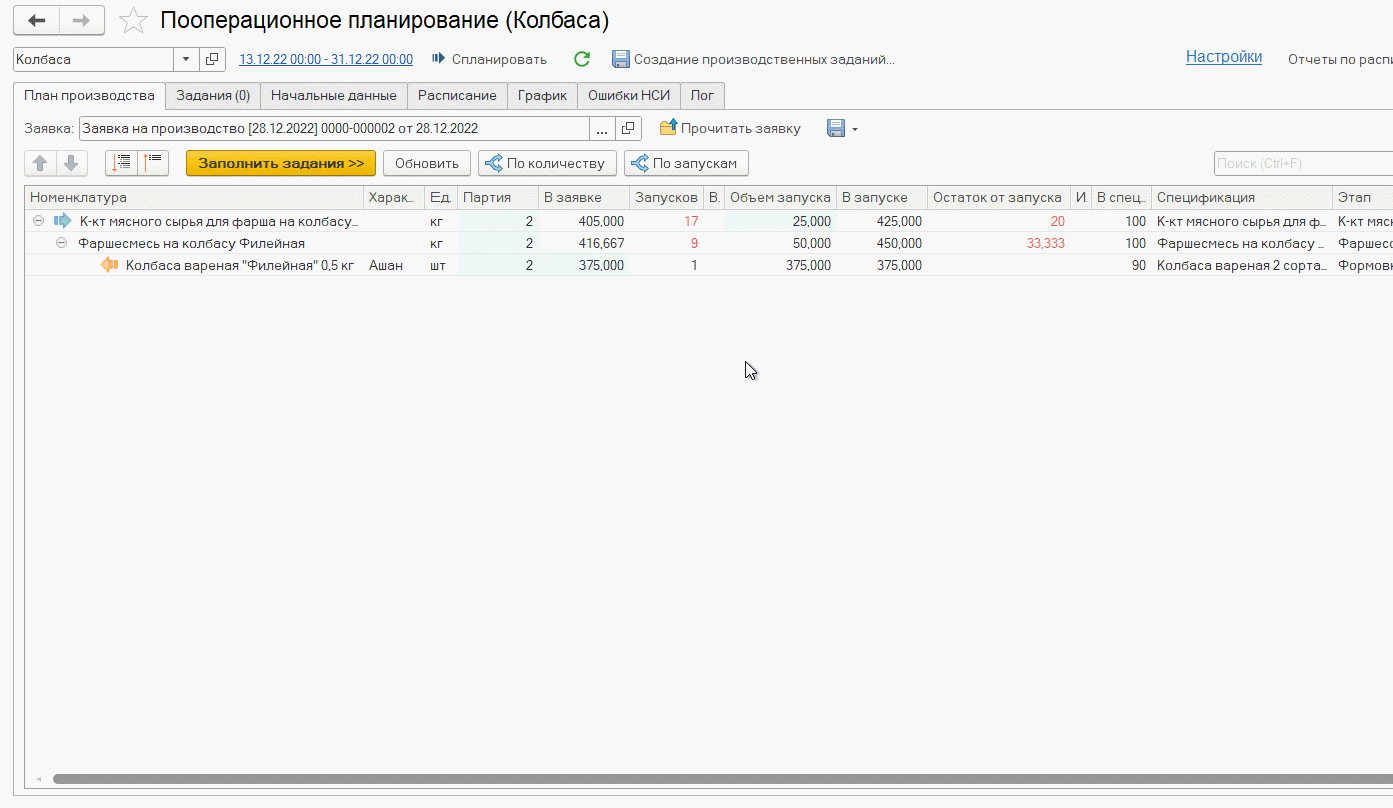 Пооперационное планирование (Колбаса)
Колбаса 13.12.22 00:00 - 31.12.22 00:00 Спланировать Создание производственных заданий... Настройки Отчеты по распи
План производства Задания (0) Начальные данные Расписание График Ошибки НСИ Лог
Заявка: Заявка на производство [28.12.2022] 0000-000002 от 28.12.2022 ... Прочитать заявку
Заполнить задания >> Обновить По количеству По запускам Поиск (Ctrl+F)
Номенклатура Харак... Ед. Партия В заявке Запусков В. Объем запуска В запуске Остаток от запуска И. В спец... Спецификация Этап
К-кт мясного сырья для фарша на колбасу... кг 2 405,000 17 25,000 425,000 20 100 К-кт мясного сырья для ф... К-кт мяс
Фаршесмесь на колбасу Филейная кг 2 416,667 9 50,000 450,000 33,333 100 Фаршесмесь на колбасу ... Фаршесс
Колбаса вареная "Филейная" 0,5 кг Ашан шт 2 375,000 1 375,000 375,000 90 Колбаса вареная 2 сорта... Формовк